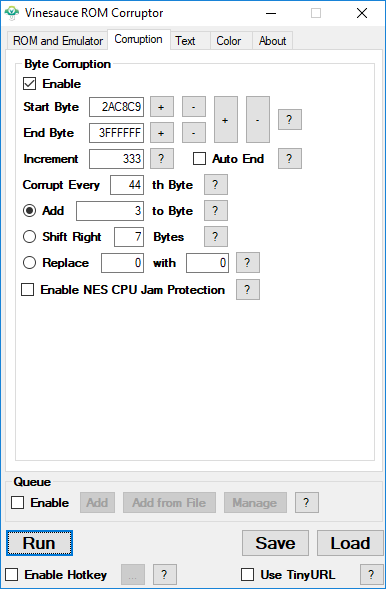 Vinesauce ROM Corruptor
ROM and Emulator Corruption Text Color About
Byte Corruption
Enable
Start Byte 2AC8C9 + - + - ?
End Byte 3FFFFFF + -
Increment 333 ? Auto End ?
Corrupt Every 44 th Byte ?
Add 3 to Byte ?
Shift Right 7 Bytes ?
Replace 0 with 0 ?
Enable NES CPU Jam Protection ?
Queue
Enable Add Add from File Manage ?
Run Save Load
Enable Hotkey ... ? Use TinyURL ?